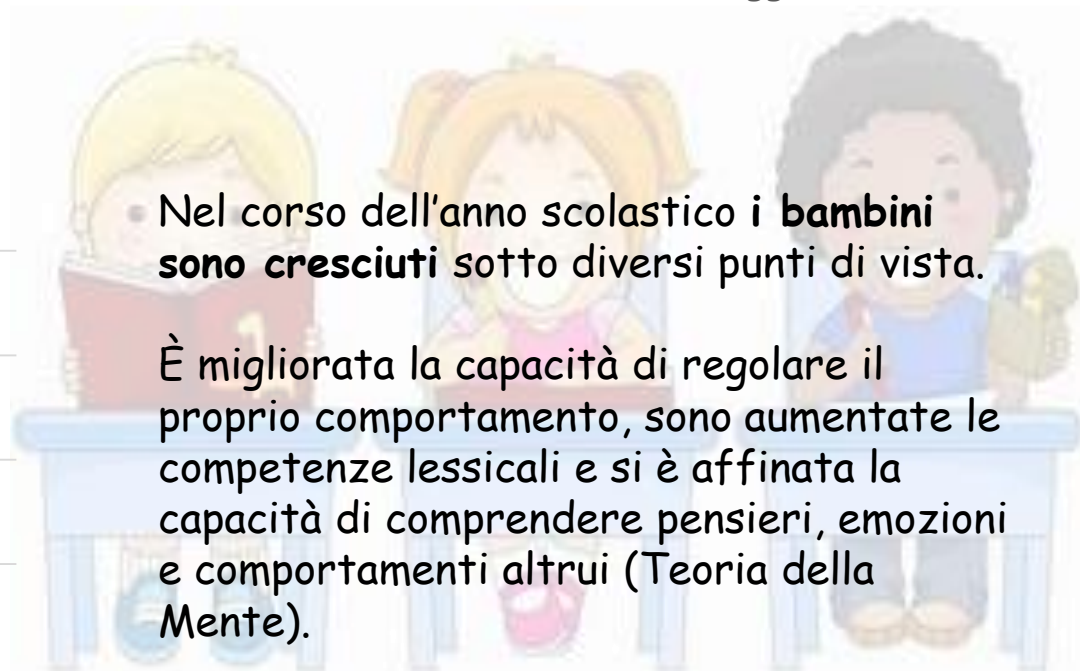 Nel corso dell'anno scolastico i bambini
sono cresciuti sotto diversi punti di vista.
È migliorata la capacità di regolare il
proprio comportamento, sono aumentate le
competenze lessicali e si è affinata la
capacità di comprendere pensieri, emozioni
e comportamenti altrui (Teoria della
Mente).